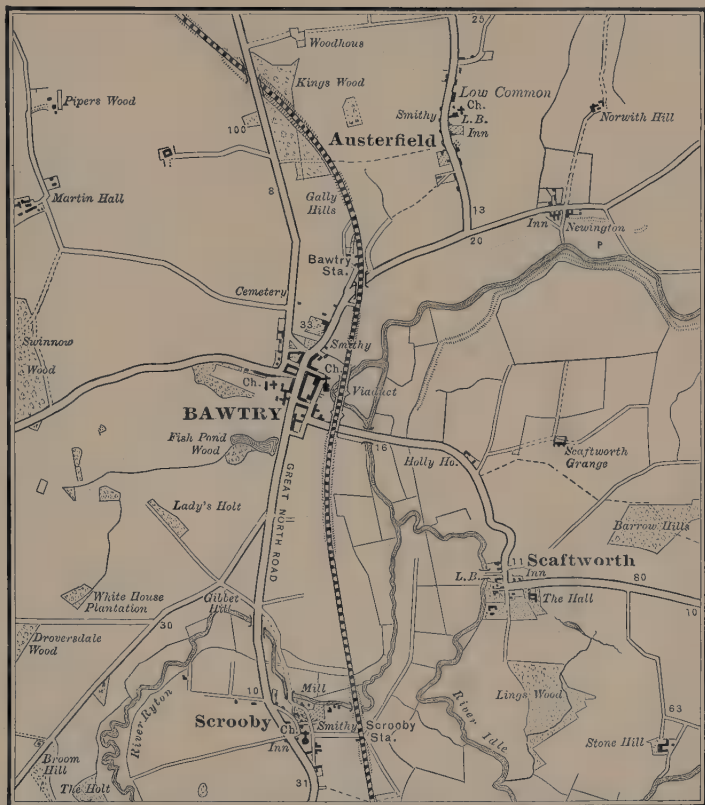 25
Woodhous
Kings Wood
Pipers Wood
Low Common
Ch.
Smithy
L.B.
Norwith Hill
100
Austerfield
Inn
Martin Hall
8
Gally
Hills
13
Inn
Newington
20
P
Bawtry
Sta.
Cemetery
33
Smithy
Swinnow
Wood
Ch.
Ch.
Viaduct
BAWTRY
Fish Pond
Wood
16
Holly Ho.
Scaftworth
Grange
GREAT NORTH ROAD
Lady's Holt
Barrow Hills
11
Scaftworth
L.B.
Inn
80
White House
Plantation
Gibbet
Hill
The Hall
10
30
Droversdale
Wood
River Ryton
Mill
10
Lings Wood
River Idle
63
Scrooby
Smithy
Scrooby
Sta.
Ch.
Inn
Stone Hill
Broom
Hill
The Holt
31